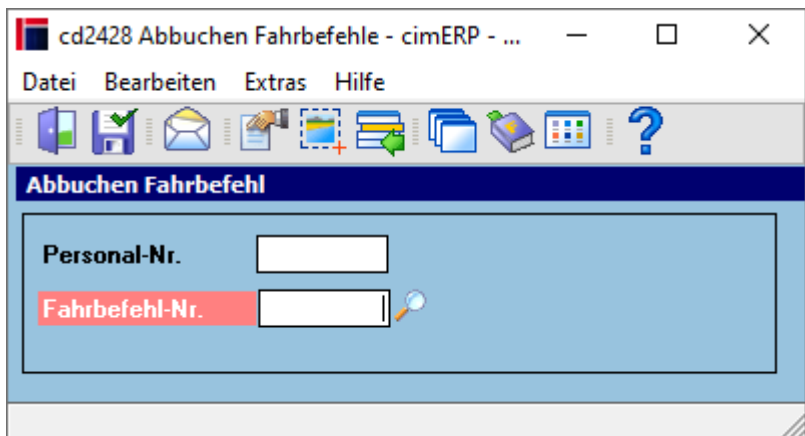 cd2428 Abbuchen Fahrbefehle - cimERP - ...
Datei Bearbeiten Extras Hilfe
Abbuchen Fahrbefehl
Personal-Nr.
Fahrbefehl-Nr.